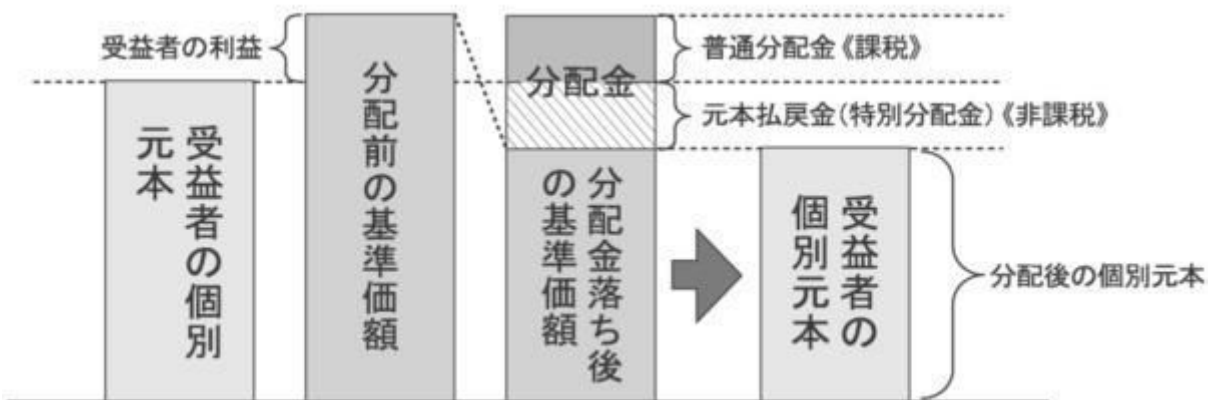 受益者の利益
受益者の個別
元本
分配前の基準価額
分配金
分配金落ち後
の基準価額
普通分配金《課税》
元本払戻金(特別分配金)《非課税》
受益者の
個別元本
分配後の個別元本